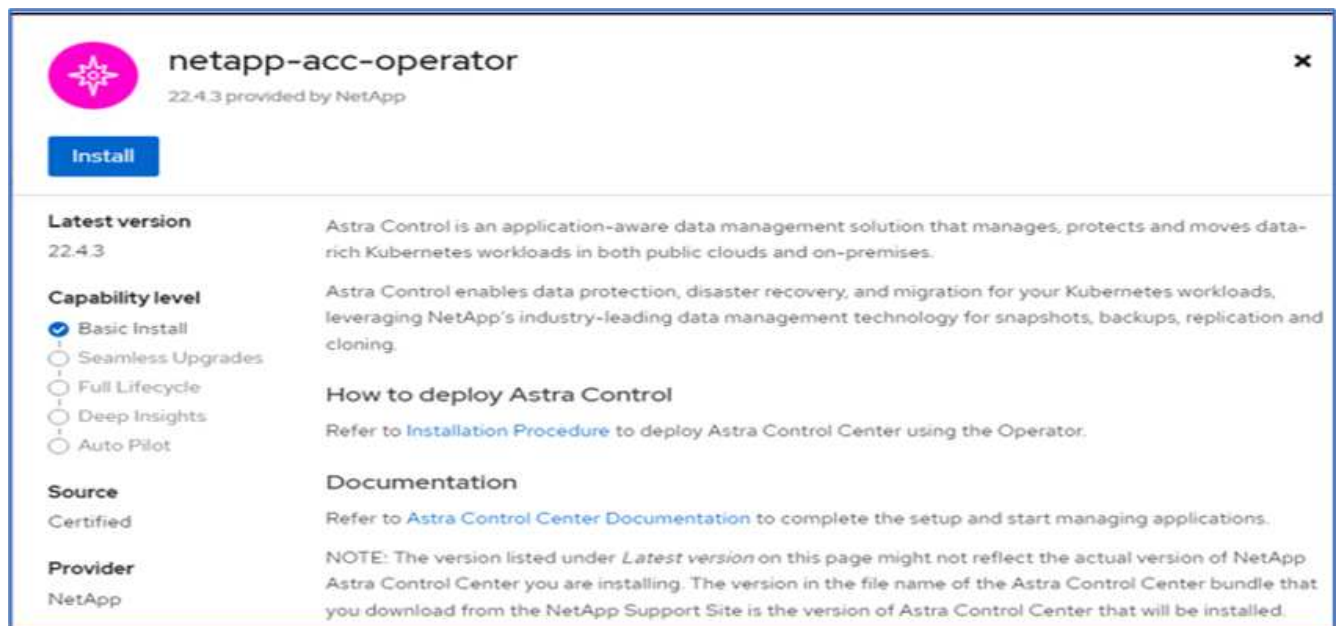 netapp-acc-operator
22.4.3 provided by NetApp
Install
Latest version
22.4.3
Capability level
Basic Install
Seamless Upgrades
Full Lifecycle
Deep Insights
Auto Pilot
Source
Certified
Provider
NetApp
Astra Control is an application-aware data management solution that manages, protects and moves data-
rich Kubernetes workloads in both public clouds and on-premises.
Astra Control enables data protection, disaster recovery, and migration for your Kubernetes workloads,
leveraging NetApp's industry-leading data management technology for snapshots, backups, replication and
cloning.
How to deploy Astra Control
Refer to Installation Procedure to deploy Astra Control Center using the Operator.
Documentation
Refer to Astra Control Center Documentation to complete the setup and start managing applications.
NOTE: The version listed under Latest version on this page might not reflect the actual version of NetApp
Astra Control Center you are installing. The version in the file name of the Astra Control Center bundle that
you download from the NetApp Support Site is the version of Astra Control Center that will be installed.